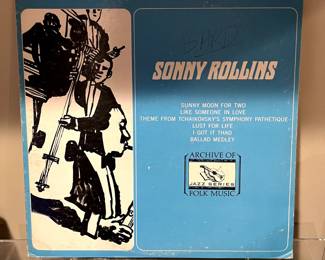 SONNY ROLLINS
SUNNY MOON FOR TWO
LIKE SOMEONE IN LOVE
THEME FROM TCHAIKOVSKY'S SYMPHONY PATHÉTIQUE
LUST FOR LIFE
I GOT IT THAD
BALLAD MEDLEY
ARCHIVE OF
JAZZ SERIES
FOLK MUSIC